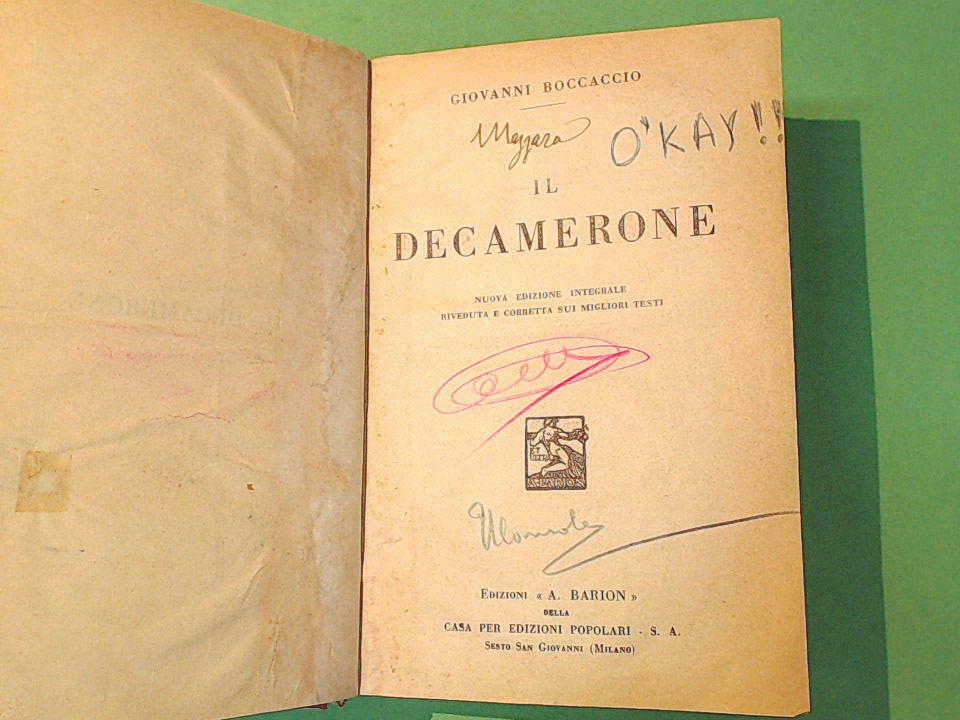 GIOVANNI BOCCACCIO
Mazzara
O'KAY!!
IL
DECAMERONE
NUOVA EDIZIONE INTEGRALE
RIVEDUTA E CORRETTA SUI MIGLIORI TESTI
A. BARION
EDIZIONI « A. BARION »
DELLA
CASA PER EDIZIONI POPOLARI - S. A.
SESTO SAN GIOVANNI (MILANO)